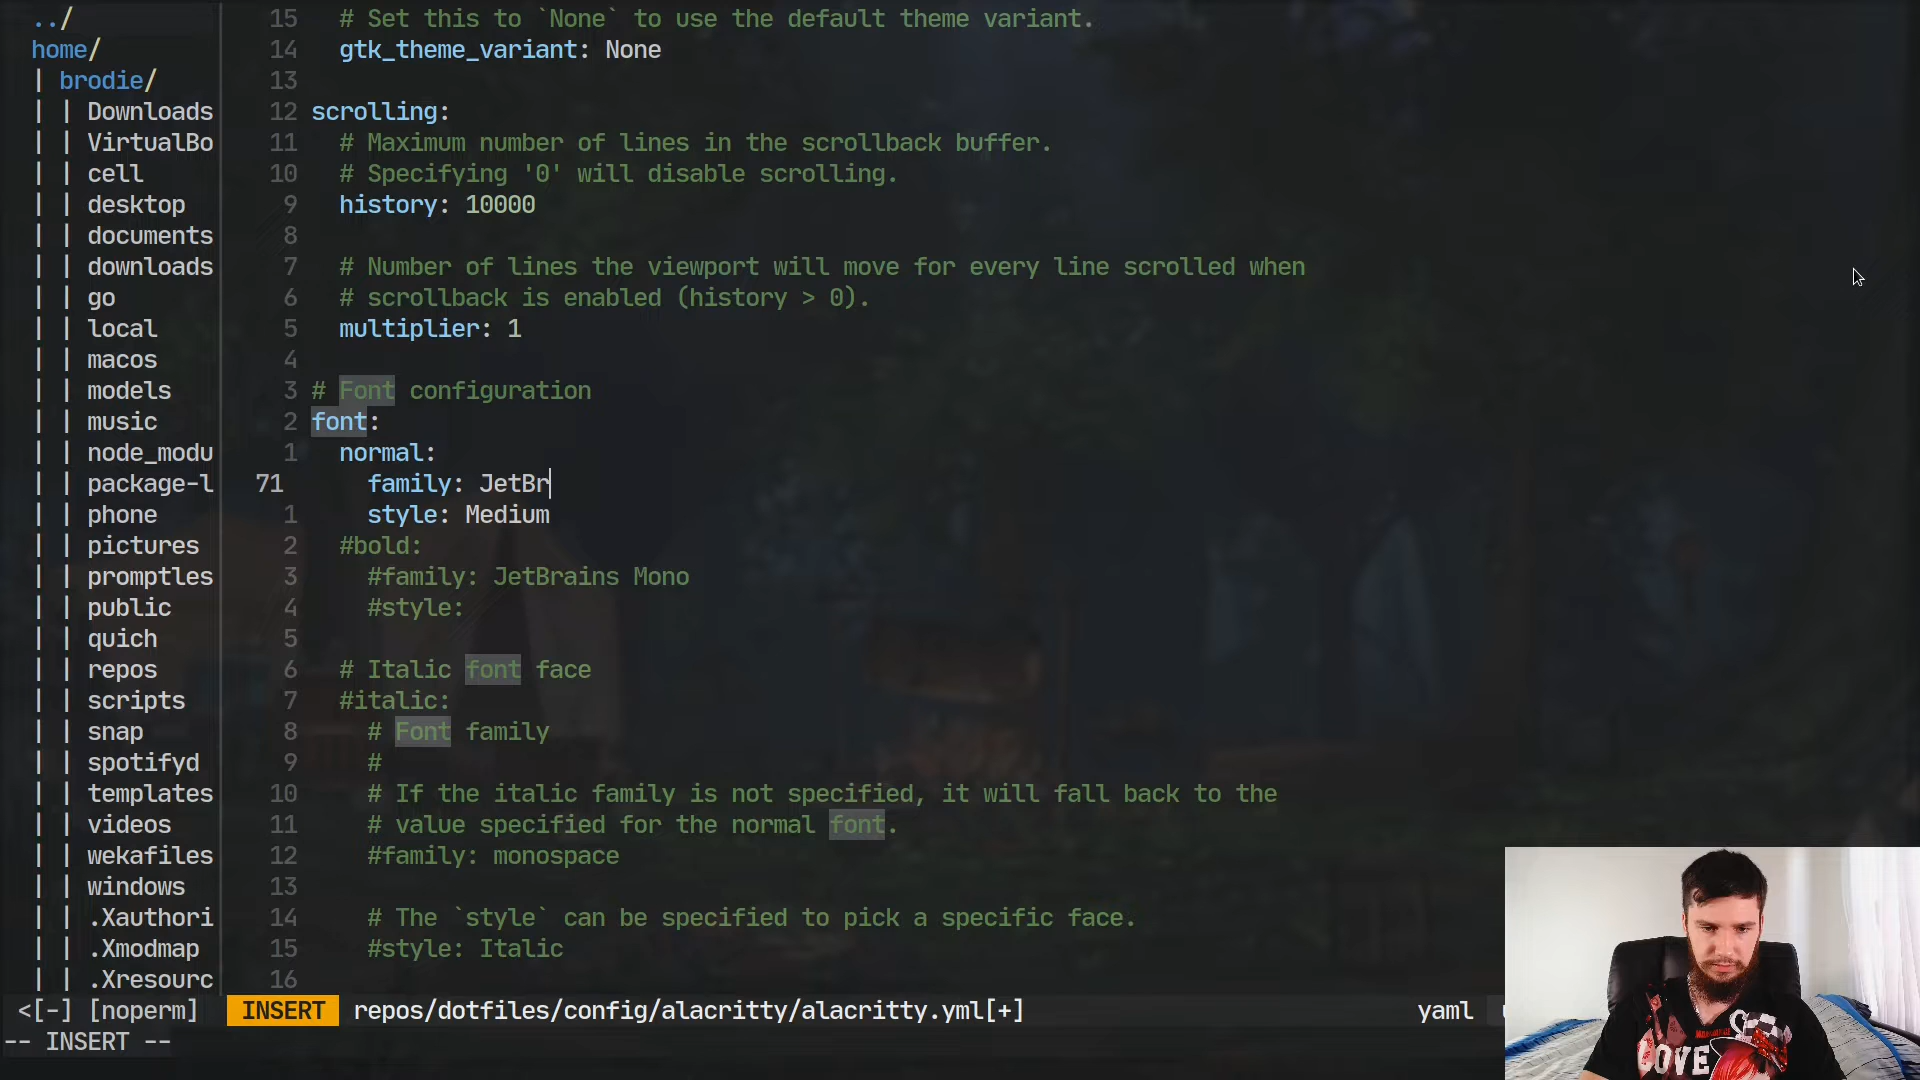 ../
home/
| brodie/
| | Downloads
| | VirtualBo
| | cell
| | desktop
| | documents
| | downloads
| | go
| | local
| | macos
| | models
| | music
| | node_modu
| | package-l
| | phone
| | pictures
| | promptles
| | public
| | quich
| | repos
| | scripts
| | snap
| | spotifyd
| | templates
| | videos
| | wekafiles
| | windows
| | .Xauthori
| | .Xmodmap
| | .Xresourc
15 # Set this to `None` to use the default theme variant.
14 gtk_theme_variant: None
13
12 scrolling:
11 # Maximum number of lines in the scrollback buffer.
10 # Specifying '0' will disable scrolling.
9 history: 10000
8
7 # Number of lines the viewport will move for every line scrolled when
6 # scrollback is enabled (history > 0).
5 multiplier: 1
4
3 # Font configuration
2 font:
1 normal:
71 family: JetBr
1 style: Medium
2 #bold:
3 #family: JetBrains Mono
4 #style:
5
6 # Italic font face
7 #italic:
8 # Font family
9 #
10 # If the italic family is not specified, it will fall back to the
11 # value specified for the normal font.
12 #family: monospace
13
14 # The `style` can be specified to pick a specific face.
15 #style: Italic
16
<[-] [noperm] INSERT repos/dotfiles/config/alacritty/alacritty.yml[+] yaml
-- INSERT --
LOVE